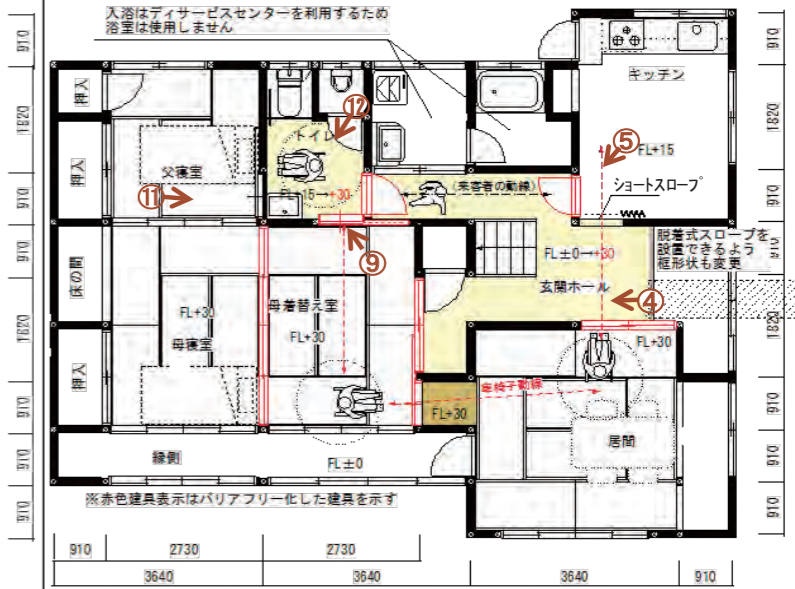 入浴はディサービスセンターを利用するため
浴室は使用しません
910
1820
910
910
1820
910
910
910
910
1820
910
910
1820
910
910
910
押入
押入
父寝室
⑪
トイレ
⑫
FL+15→+30
(来客者の動線)
キッチン
⑤
FL+15
ショートスロープ
脱着式スロープを
設置できるよう
框形状も変更
FL±0→+30
玄関ホール
④
⑨
床の間
FL+30
母寝室
母着替え室
FL+30
押入
FL+30
車椅子動線
FL+30
居間
縁側
FL±0
※赤色建具表示はバリアフリー化した建具を示す
910
2730
2730
3640
3640
3640
910